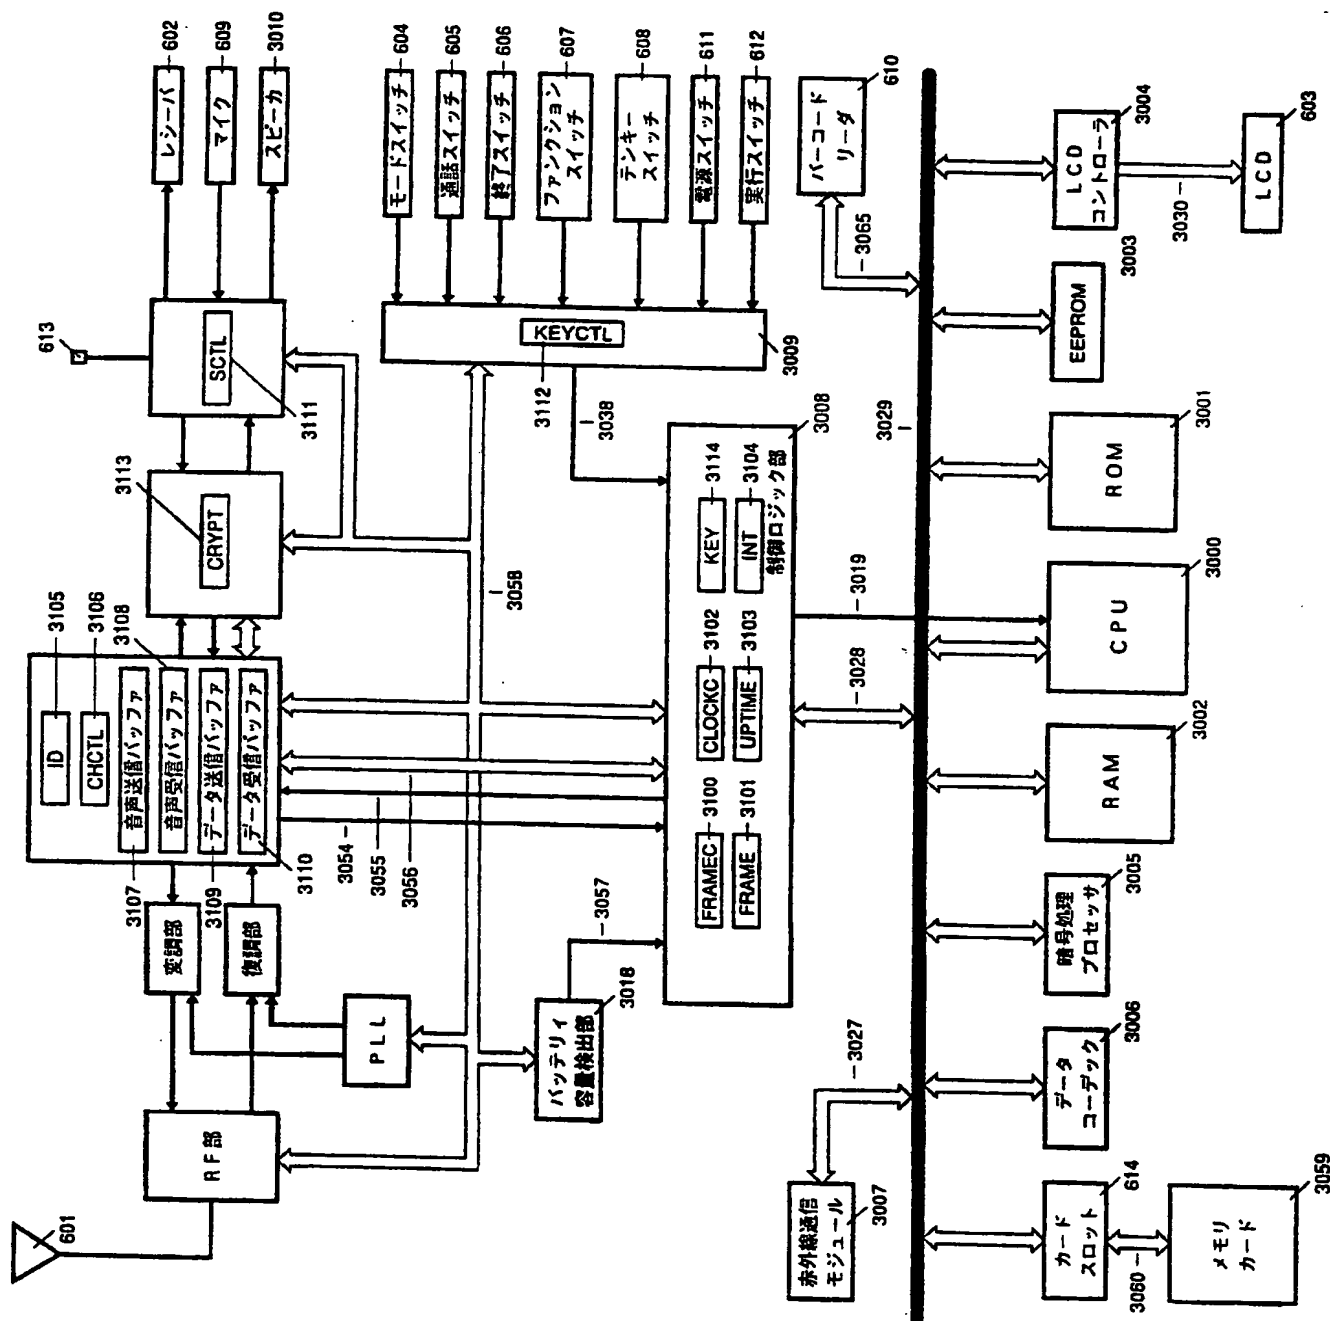 601
RF部
変調部
復調部
PLL
ID
3105
CHCTL
3106
音声送信バッファ
3107
音声受信バッファ
3108
データ送信バッファ
3109
データ受信バッファ
3110
CRYPT
3113
SCTL
3111
613
レシーバ
602
マイク
609
スピーカ
3010
3054
3055
3056
3058
バッテリィ
容量検出部
3018
3057
KEYCTL
3112
3009
3038
モードスイッチ
604
通話スイッチ
605
終了スイッチ
606
ファンクション
スイッチ
607
テンキー
スイッチ
608
電源スイッチ
611
実行スイッチ
612
FRAMEC
3100
CLOCKC
3102
KEY
3114
FRAME
3101
UPTIME
3103
INT
3104
制御ロジック部
3008
赤外線通信
モジュール
3007
3027
3028
3019
3029
バーコード
リーダ
610
3065
カード
スロット
614
データ
コーデック
3006
暗号処理
プロセッサ
3005
RAM
3002
CPU
3000
ROM
3001
EEPROM
3003
LCD
コントローラ
3004
3060
メモリ
カード
3059
3030
LCD
603